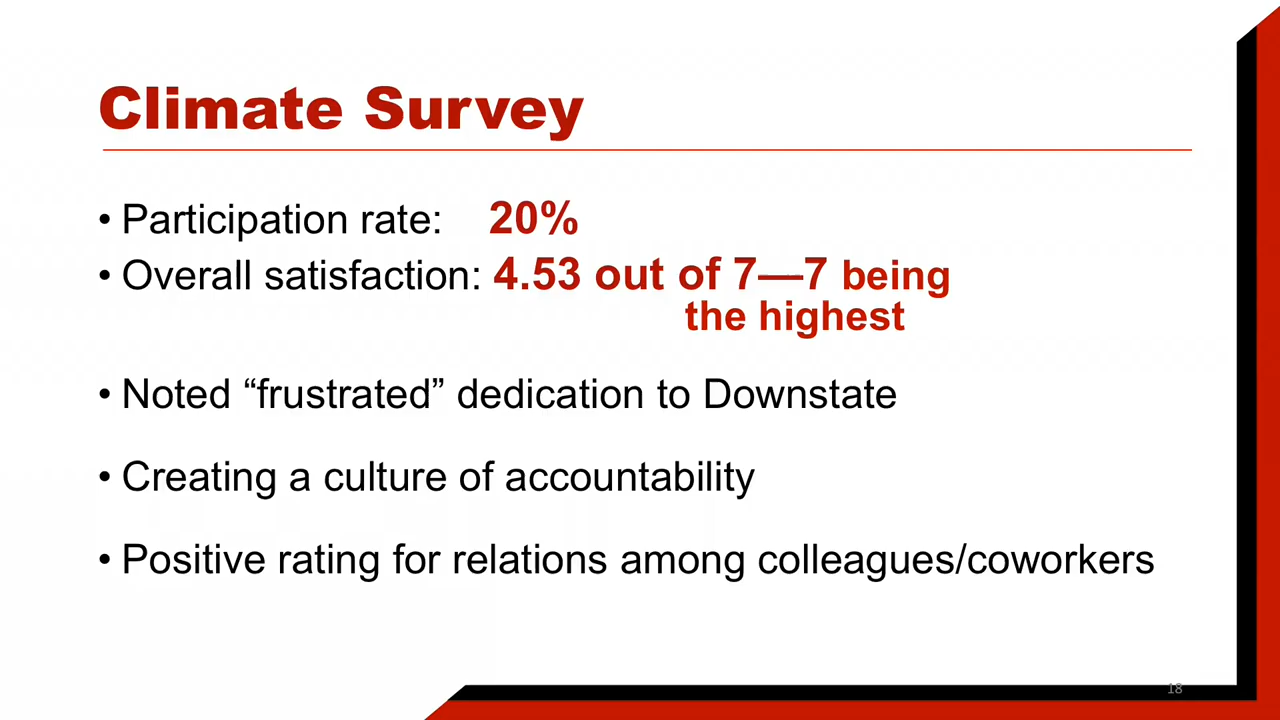 Climate Survey
• Participation rate: 20%
• Overall satisfaction: 4.53 out of 7—7 being
the highest
• Noted “frustrated” dedication to Downstate
• Creating a culture of accountability
• Positive rating for relations among colleagues/coworkers
18